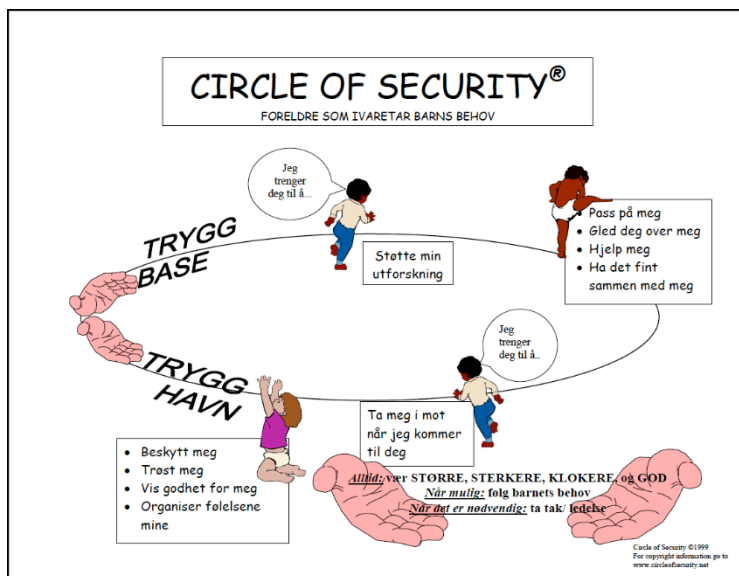 CIRCLE OF SECURITY®
FORELDRE SOM IVARETAR BARNS BEHOV
Jeg
trenger
deg til å...
TRYGG
BASE
Støtte min
utforskning
• Pass på meg
• Gled deg over meg
• Hjelp meg
• Ha det fint
sammen med meg
Jeg
trenger
deg til å..
TRYGG
HAVN
Ta meg i mot
når jeg kommer
til deg
• Beskytt meg
• Trøst meg
• Vis godhet for meg
• Organiser følelsene
mine
Alltid: vær STØRRE, STERKERE, KLOKERE, og GOD
Når mulig: følg barnets behov
Når det er nødvendig: ta tak/ ledelse
Circle of Security ©1999
For copyright information go to
www.circleofsecurity.net